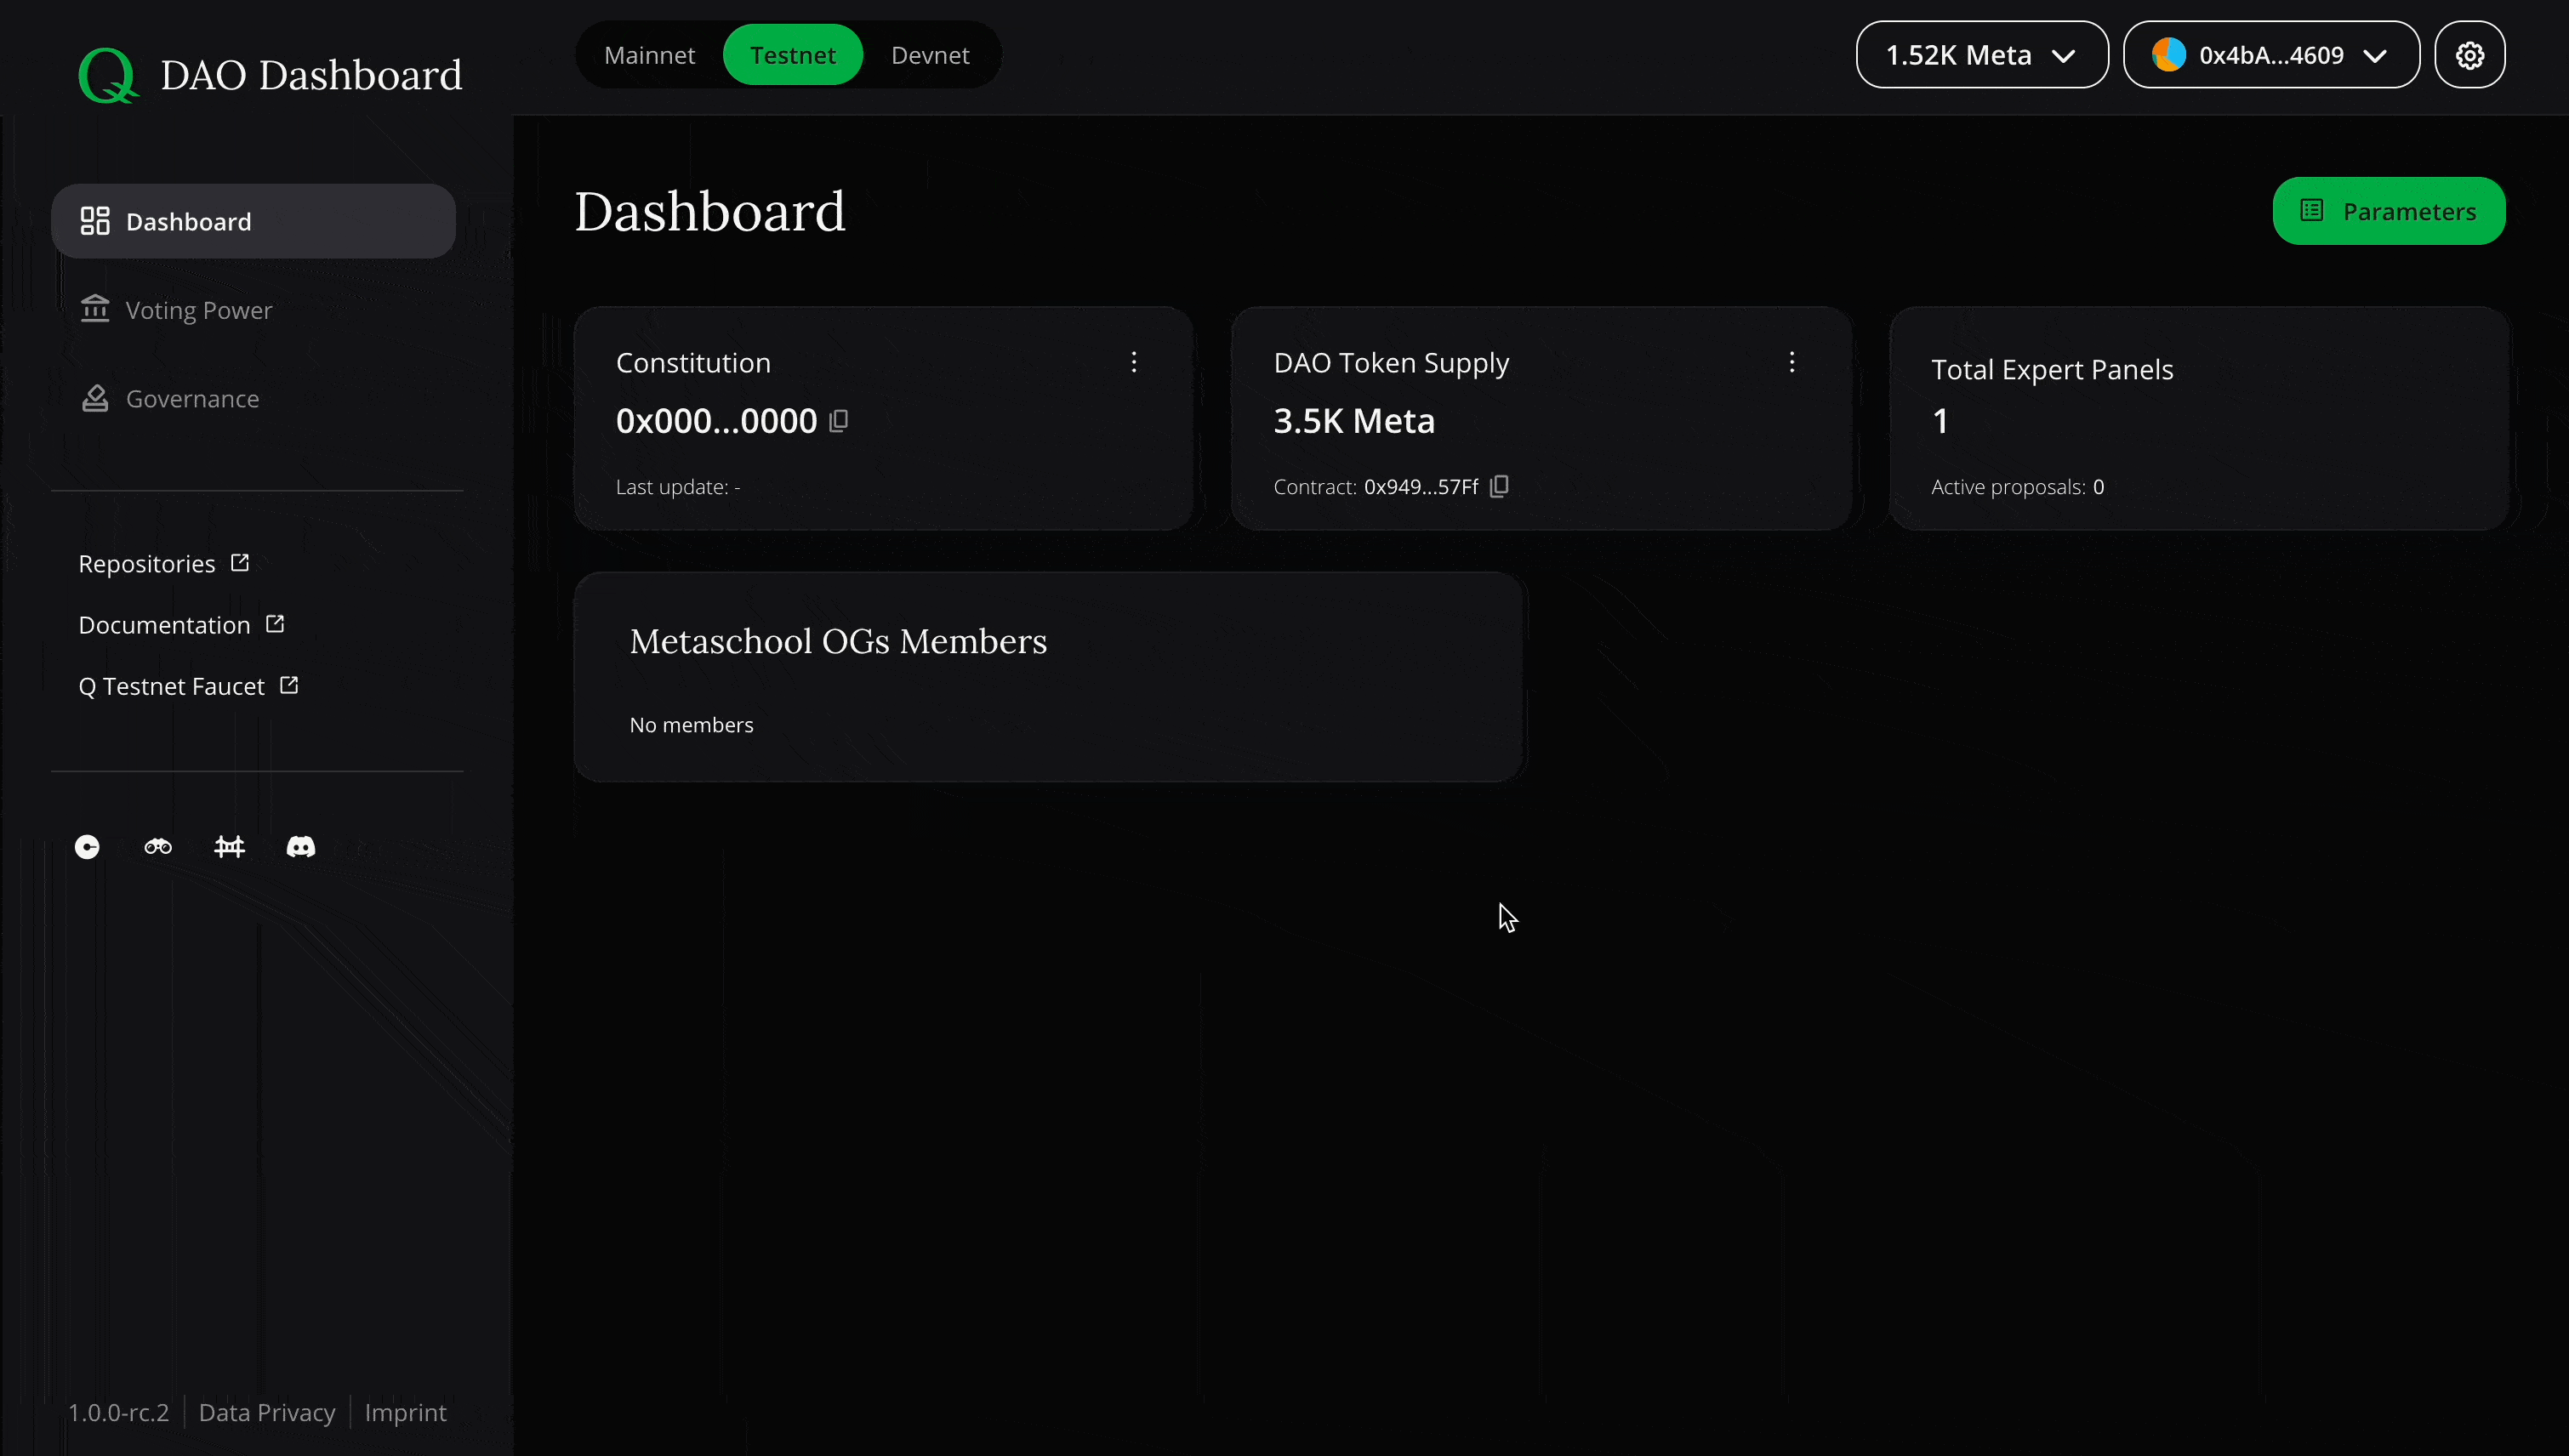 DAO Dashboard
Mainnet
Testnet
Devnet
1.52K Meta
0x4bA...4609
Dashboard
Voting Power
Governance
Repositories
Documentation
Q Testnet Faucet
1.0.0-rc.2
Data Privacy
Imprint
Dashboard
Parameters
Constitution
0x000...0000
Last update: -
DAO Token Supply
3.5K Meta
Contract: 0x949...57Ff
Total Expert Panels
1
Active proposals: 0
Metaschool OGs Members
No members